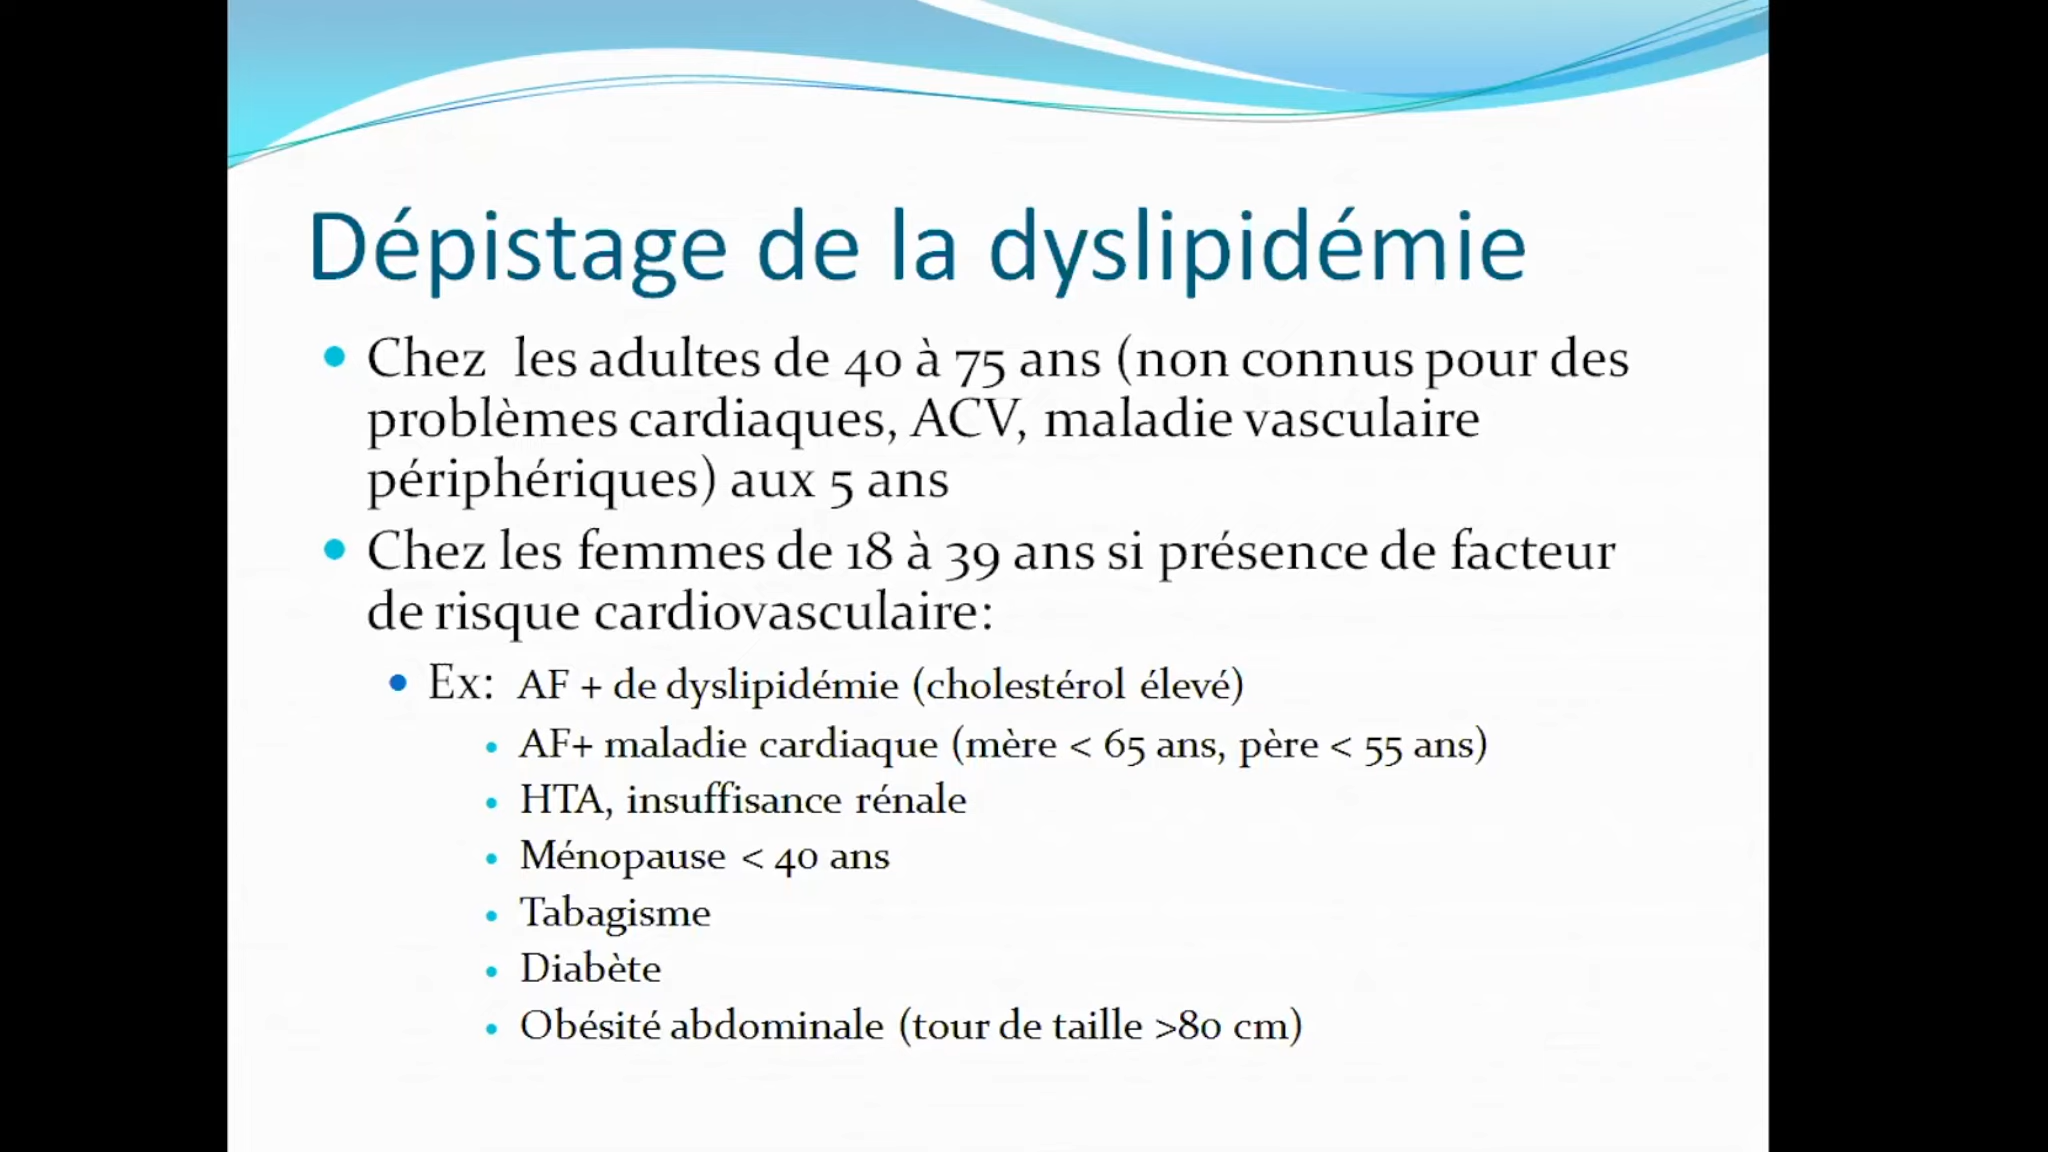 Dépistage de la dyslipidémie
Chez les adultes de 40 à 75 ans (non connus pour des
problèmes cardiaques, ACV, maladie vasculaire
périphériques) aux 5 ans
Chez les femmes de 18 à 39 ans si présence de facteur
de risque cardiovasculaire:
Ex: AF + de dyslipidémie (cholestérol élevé)
AF+ maladie cardiaque (mère < 65 ans, père < 55 ans)
HTA, insuffisance rénale
Ménopause < 40 ans
Tabagisme
Diabète
Obésité abdominale (tour de taille >80 cm)